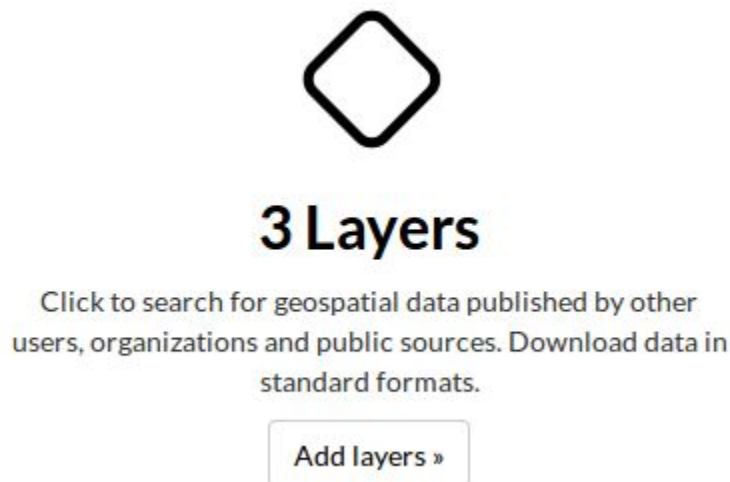 3 Layers
Click to search for geospatial data published by other
users, organizations and public sources. Download data in
standard formats.
Add layers »